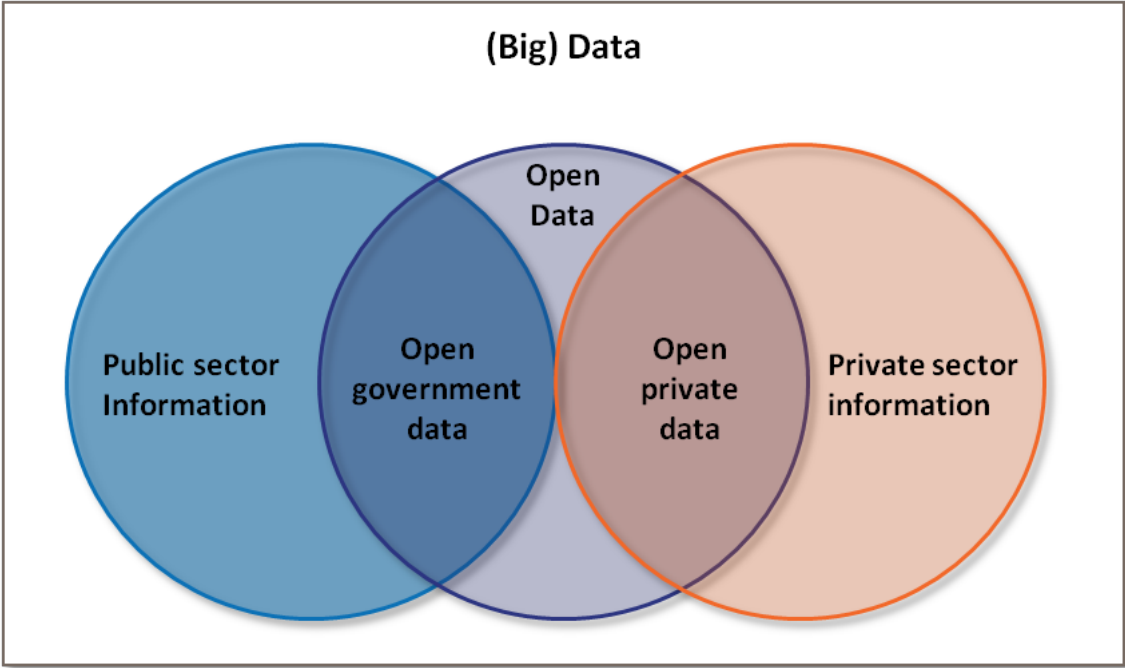 (Big) Data
Open
Data
Public sector
Information
Open
government
data
Open
private
data
Private sector
information